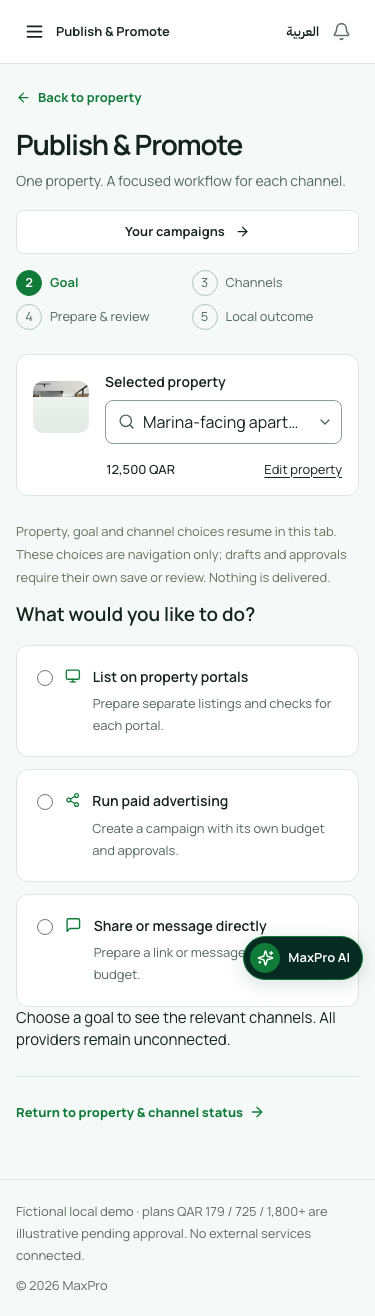 Publish & Promote
العربية
Back to property
Publish & Promote
One property. A focused workflow for each channel.
Your campaigns
2 Goal
3 Channels
4 Prepare & review
5 Local outcome
Selected property
Marina-facing apart...
12,500 QAR
Edit property
Property, goal and channel choices resume in this tab.
These choices are navigation only; drafts and approvals
require their own save or review. Nothing is delivered.
What would you like to do?
List on property portals
Prepare separate listings and checks for
each portal.
Run paid advertising
Create a campaign with its own budget
and approvals.
Share or message directly
Prepare a link or message
budget.
MaxPro AI
Choose a goal to see the relevant channels. All
providers remain unconnected.
Return to property & channel status
Fictional local demo · plans QAR 179 / 725 / 1,800+ are
illustrative pending approval. No external services
connected.
© 2026 MaxPro